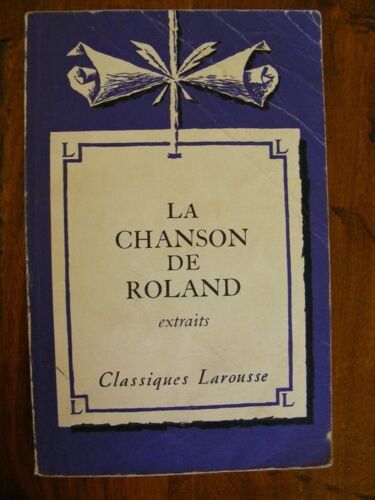 L L
LA
CHANSON
DE
ROLAND
extraits
Classiques Larousse
L L